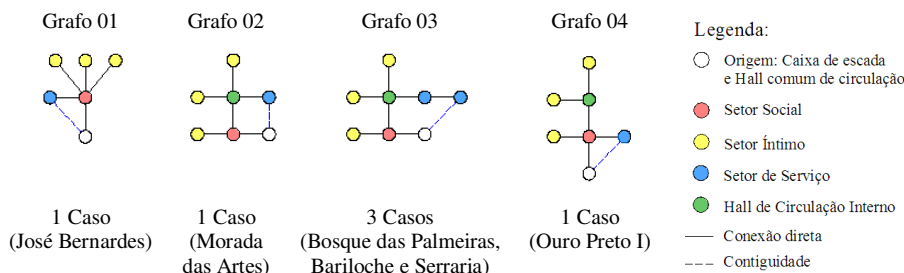 Grafo 01
Grafo 02
Grafo 03
Grafo 04
1 Caso
(José Bernardes)
1 Caso
(Morada
das Artes)
3 Casos
(Bosque das Palmeiras,
Bariloche e Serraria)
1 Caso
(Ouro Preto I)
Legenda:
Origem: Caixa de escada
e Hall comum de circulação
Setor Social
Setor Íntimo
Setor de Serviço
Hall de Circulação Interno
Conexão direta
Contiguidade